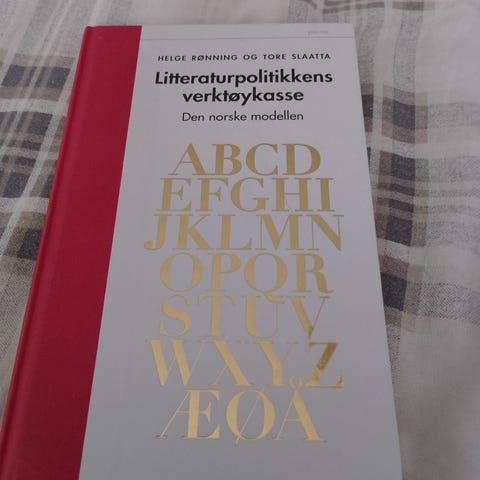 HELGE RØNNING OG TORE SLAATTA
Litteraturpolitikkens
verktøykasse
Den norske modellen
ABCD
EFGHI
JKLMN
OPQR
STUV
WXYZ
ÆØÅ